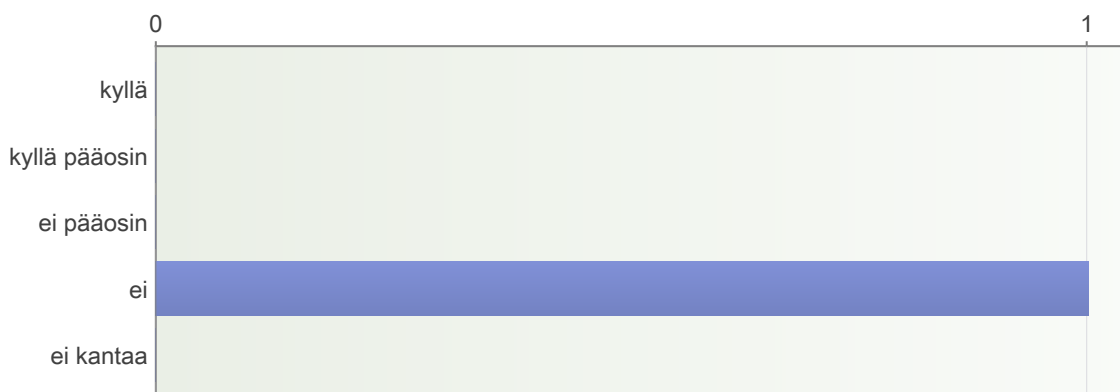 0 1
kyllä
kyllä pääosin
ei pääosin
ei
ei kantaa